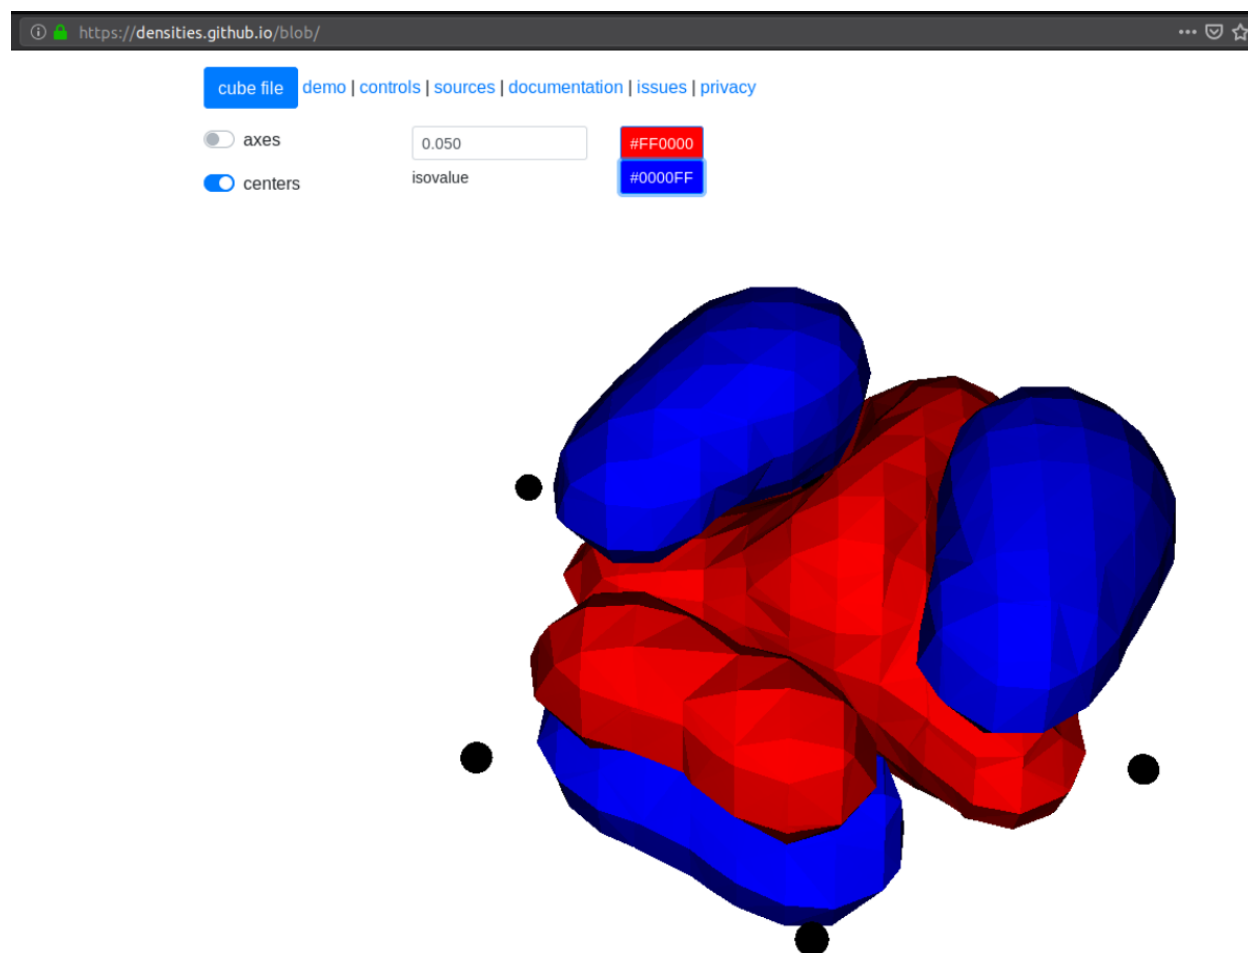 https://densities.github.io/blob/
cube file demo | controls | sources | documentation | issues | privacy
axes 0.050 #FF0000
centers isovalue #0000FF